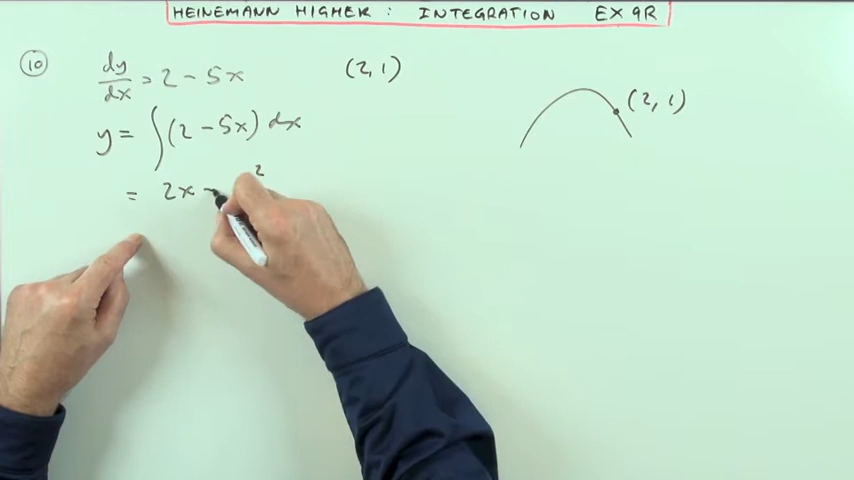 HEINEMANN HIGHER : INTEGRATION EX 9R
10 dy/dx = 2 - 5x (2, 1)
(2, 1)
y = ∫(2 - 5x) dx
= 2x - ²